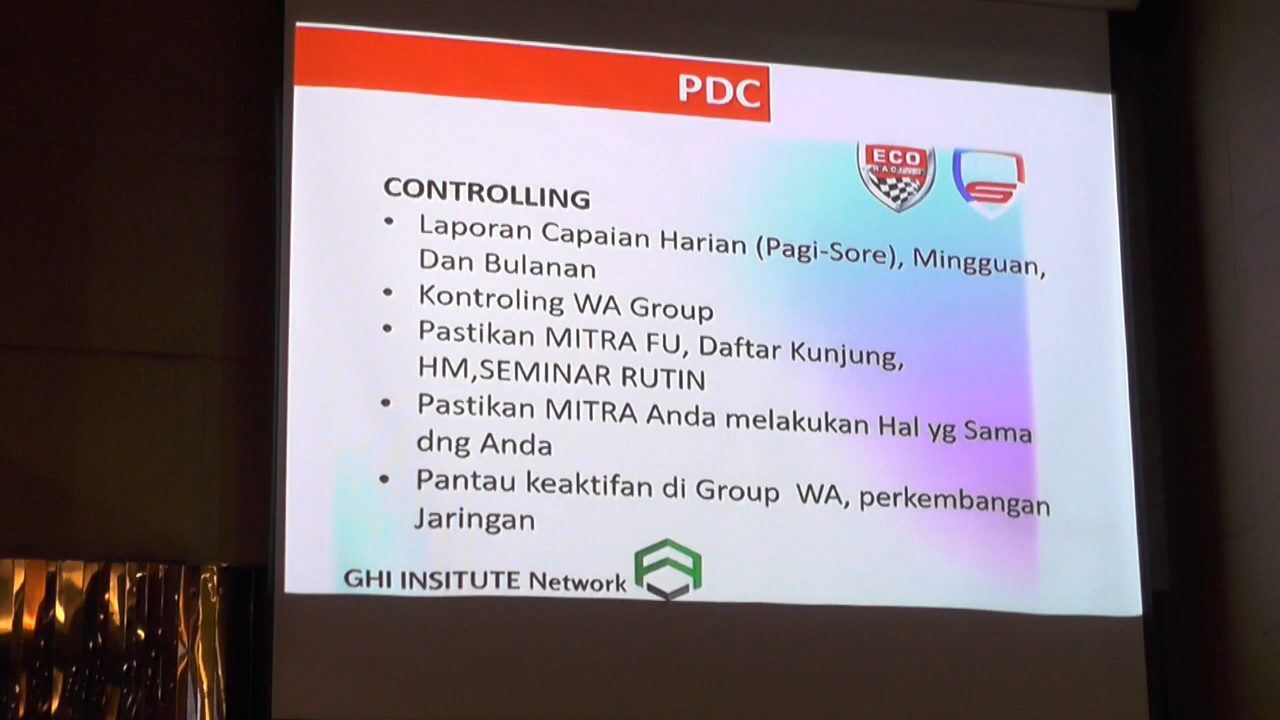 PDC
ECO
RACING
CONTROLLING
• Laporan Capaian Harian (Pagi-Sore), Mingguan,
Dan Bulanan
• Kontroling WA Group
• Pastikan MITRA FU, Daftar Kunjung,
HM,SEMINAR RUTIN
• Pastikan MITRA Anda melakukan Hal yg Sama
dng Anda
• Pantau keaktifan di Group WA, perkembangan
Jaringan
GHI INSITUTE Network